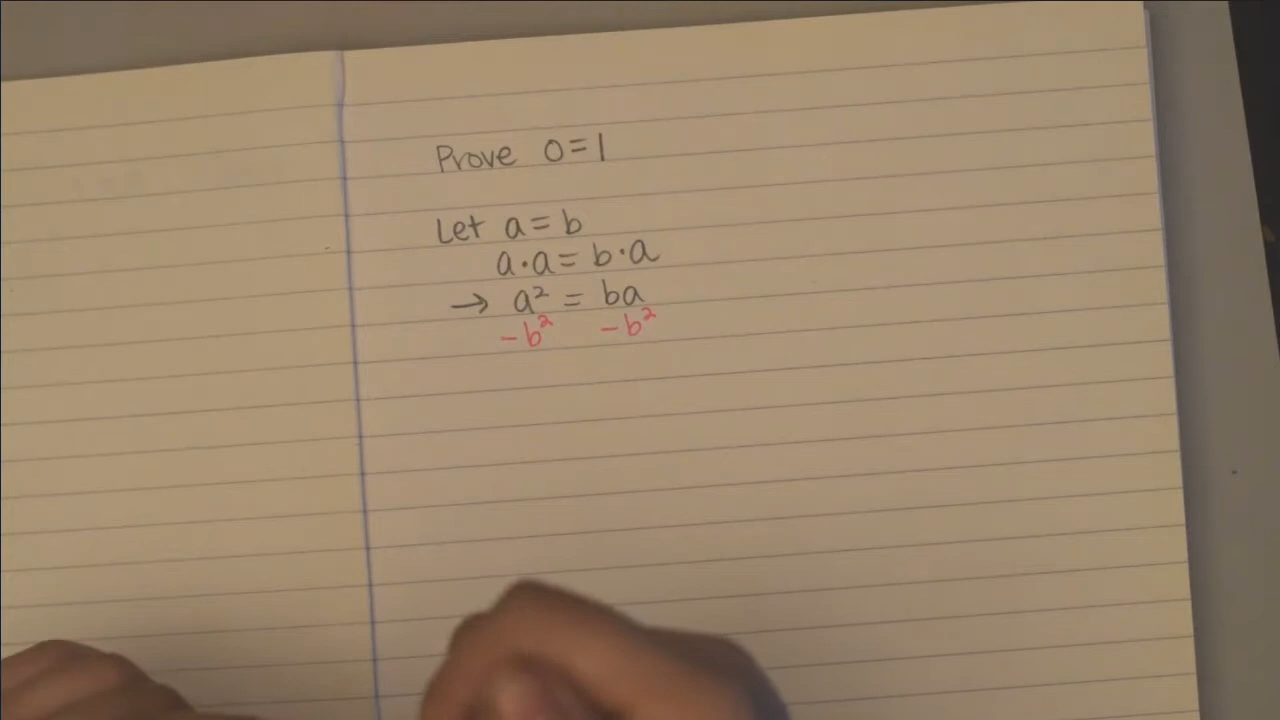 Prove 0=1
Let a=b
a·a=b·a
→ a² = ba
-b² -b²